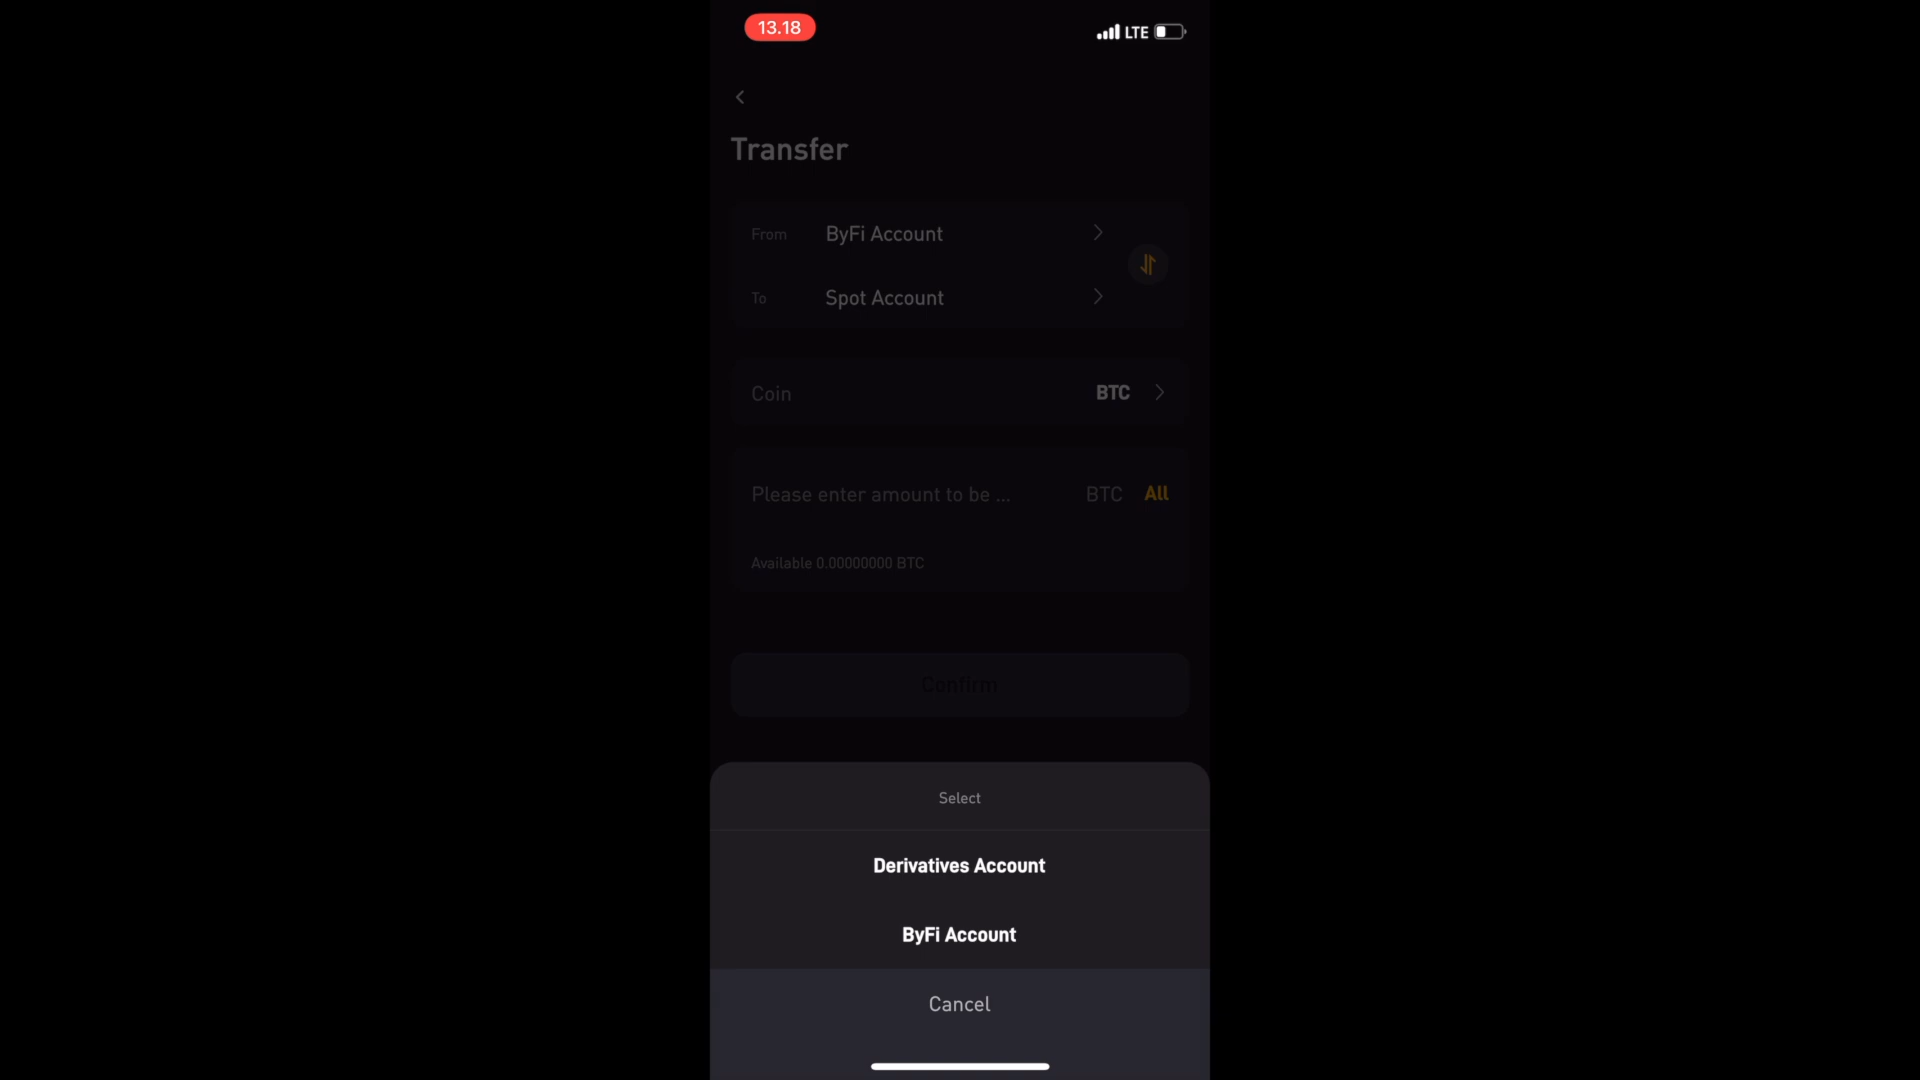 13.18
LTE
Transfer
From ByFi Account
To Spot Account
Coin BTC
Please enter amount to be ... BTC All
Available 0.00000000 BTC
Confirm
Select
Derivatives Account
ByFi Account
Cancel